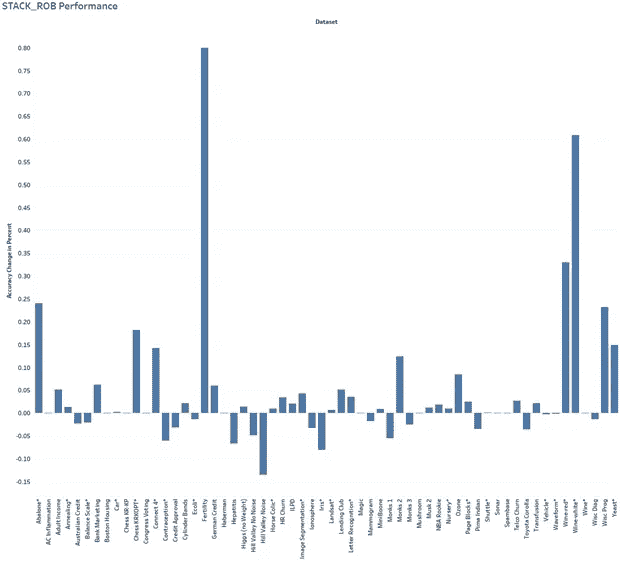 STACK_ROB Performance
Dataset
Accuracy Change in Percent
0.80
0.75
0.70
0.65
0.60
0.55
0.50
0.45
0.40
0.35
0.30
0.25
0.20
0.15
0.10
0.05
0.00
-0.05
-0.10
-0.15
Abalone*
AC Inflammation
Adult Income
Annealing*
Australian Credit
Balance Scale*
Bank Marketing
Boston Housing
Car*
Chess KR-KP
Chess KRKOPT*
Congress Voting
Connect 4*
Contraception*
Credit Approval
Cylinder Bands
Ecoli*
Fertility
German Credit
Haberman
Hepatitis
Higgs (no Weight)
Hill Valley No Noise
Hill Valley Noise
Horse Colic*
HR Churn
ILPD
Image Segmentation*
Ionosphere
Iris*
Landsat*
Lending Club
Letter Recognition*
Magic
Mammogram
MiniBoone
Monks 1
Monks 2
Monks 3
Mushroom
Musk 2
NBA Rookie
Nursery*
Ozone
Page Blocks*
Pima Indian
Shuttle*
Sonar
Spambase
Telco Churn
Toyota Corolla
Transfusion
Vehicle*
Waveform*
Wine-red*
Wine-white*
Wine*
Wisc Diag
Wisc Prog
Yeast*